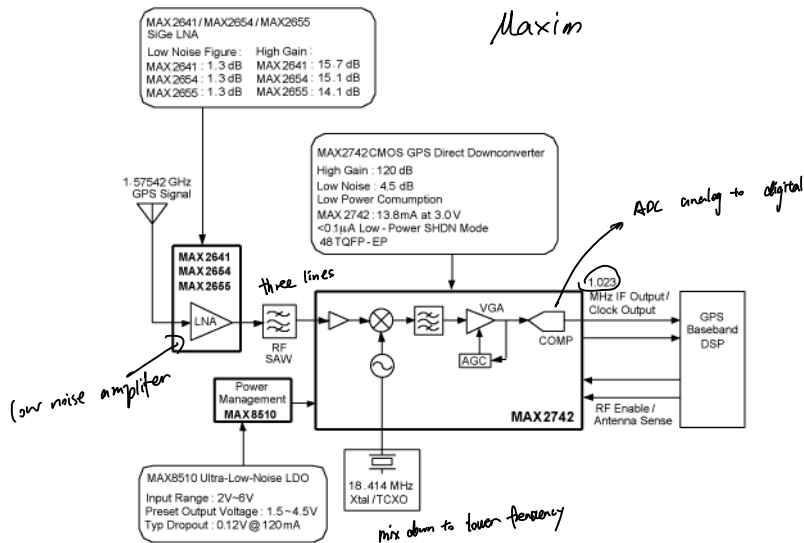 Maxim
MAX2641/MAX2654/MAX2655
SiGe LNA
Low Noise Figure : High Gain :
MAX2641 : 1.3 dB MAX2641 : 15.7 dB
MAX2654 : 1.3 dB MAX2654 : 15.1 dB
MAX2655 : 1.3 dB MAX2655 : 14.1 dB
MAX2742 CMOS GPS Direct Downconverter
High Gain : 120 dB
Low Noise : 4.5 dB
Low Power Comumption
MAX 2742 : 13.8mA at 3.0 V
<0.1µA Low - Power SHDN Mode
48 TQFP - EP
1.57542 GHz
GPS Signal
ADC analog to digital
MAX2641
MAX2654
MAX2655
LNA
three lines
RF
SAW
VGA
AGC
COMP
1.023
MHz IF Output /
Clock Output
GPS
Baseband
DSP
RF Enable /
Antenna Sense
low noise amplifer
Power
Management
MAX8510
MAX2742
MAX8510 Ultra-Low-Noise LDO
Input Range : 2V~6V
Preset Output Voltage : 1.5~4.5V
Typ Dropout : 0.12V @ 120 mA
18.414 MHz
Xtal /TCXO
mix down to lower frenuency